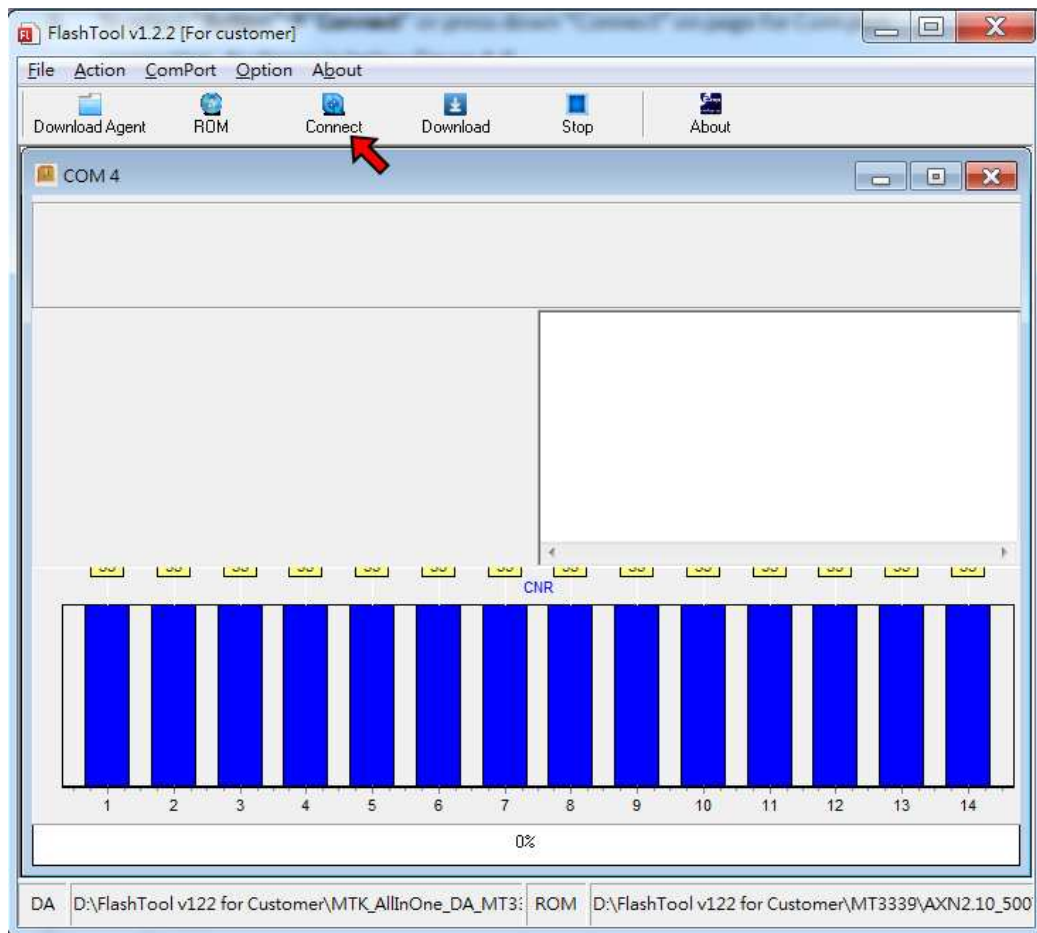 FlashTool v1.2.2 [For customer]
File Action ComPort Option About
Download Agent ROM Connect Download Stop About
COM 4
CNR
1 2 3 4 5 6 7 8 9 10 11 12 13 14
0%
DA D:\FlashTool v122 for Customer\MTK_AllInOne_DA_MT33 ROM D:\FlashTool v122 for Customer\MT3339\AXN2.10_500